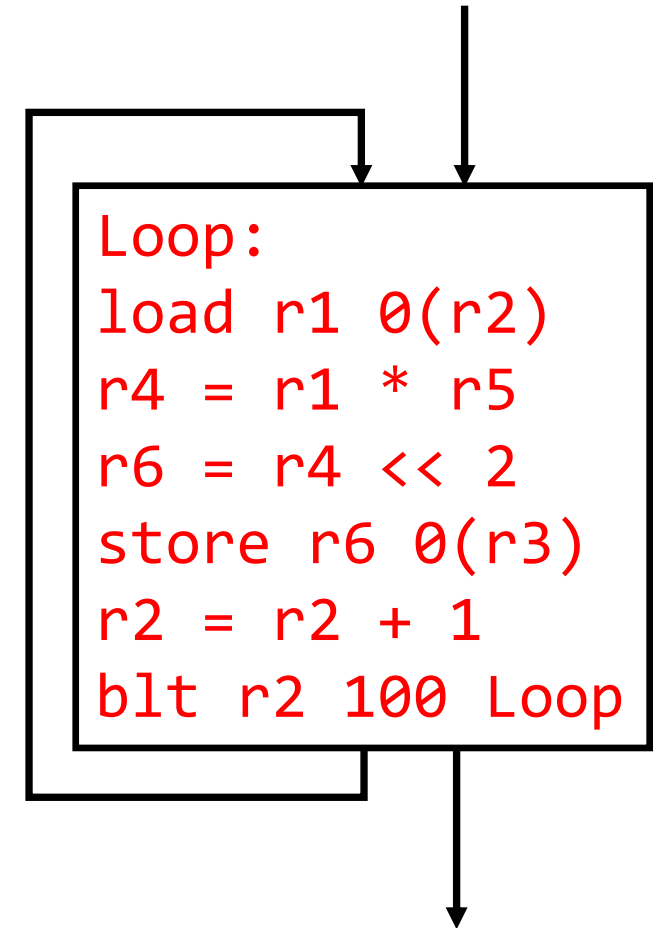 Loop:
load r1 0(r2)
r4 = r1 * r5
r6 = r4 << 2
store r6 0(r3)
r2 = r2 + 1
blt r2 100 Loop